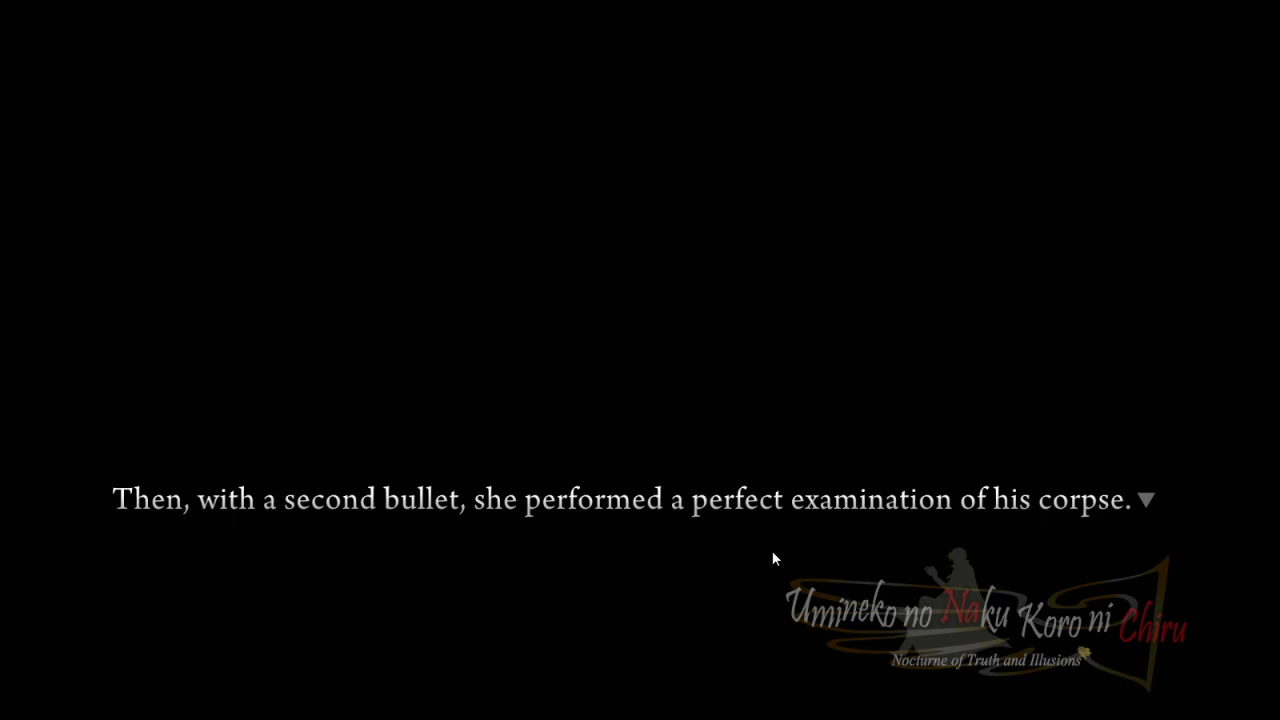 Then, with a second bullet, she performed a perfect examination of his corpse.
Umineko no Naku Koro ni Chiru
Nocturne of Truth and Illusions